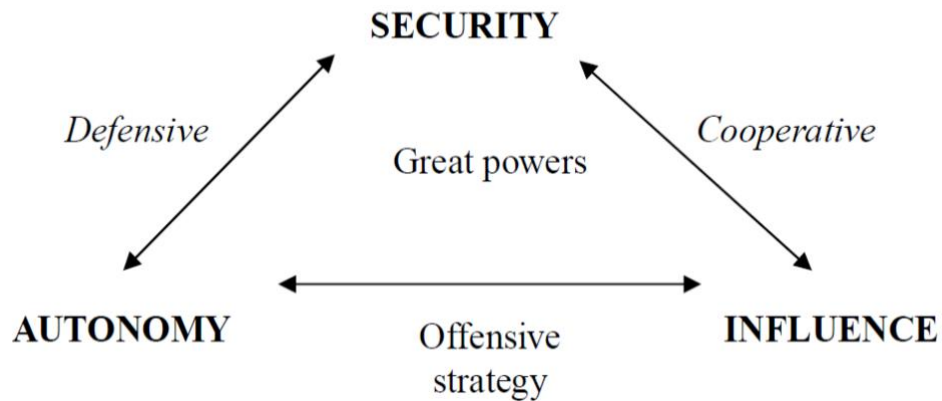 SECURITY
Defensive
Cooperative
Great powers
AUTONOMY
INFLUENCE
Offensive
strategy